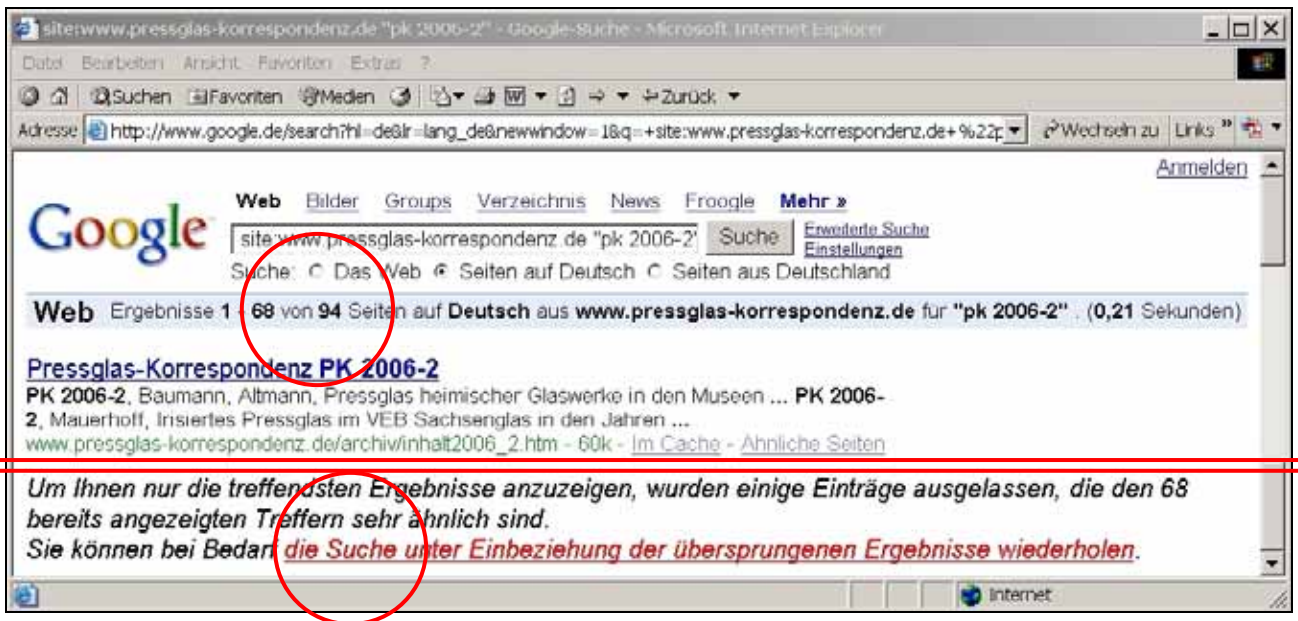 site:www.pressglas-korrespondenz.de "pk 2006-2" - Google-Suche - Microsoft Internet Explorer
Datei Bearbeiten Ansicht Favoriten Extras ?
Suchen Favoriten Medien Zurück
Adresse http://www.google.de/search?hl=de&lr=lang_de&newwindow=1&q=+site:www.pressglas-korrespondenz.de+%22p Wechseln zu Links »
Anmelden
Web Bilder Groups Verzeichnis News Froogle Mehr »
Google
site:www.pressglas-korrespondenz.de "pk 2006-2" Suche Erweiterte Suche
Einstellungen
Suche: Das Web Seiten auf Deutsch Seiten aus Deutschland
Web Ergebnisse 1 - 68 von 94 Seiten auf Deutsch aus www.pressglas-korrespondenz.de für "pk 2006-2" . (0,21 Sekunden)
Pressglas-Korrespondenz PK 2006-2
PK 2006-2, Baumann, Altmann, Pressglas heimischer Glaswerke in den Museen ... PK 2006-
2, Mauerhoff, Irisiertes Pressglas im VEB Sachsenglas in den Jahren ...
www.pressglas-korrespondenz.de/archiv/inhalt2006_2.htm - 60k - Im Cache - Ähnliche Seiten
Um Ihnen nur die treffendsten Ergebnisse anzuzeigen, wurden einige Einträge ausgelassen, die den 68
bereits angezeigten Treffern sehr ähnlich sind.
Sie können bei Bedarf die Suche unter Einbeziehung der übersprungenen Ergebnisse wiederholen.
Internet